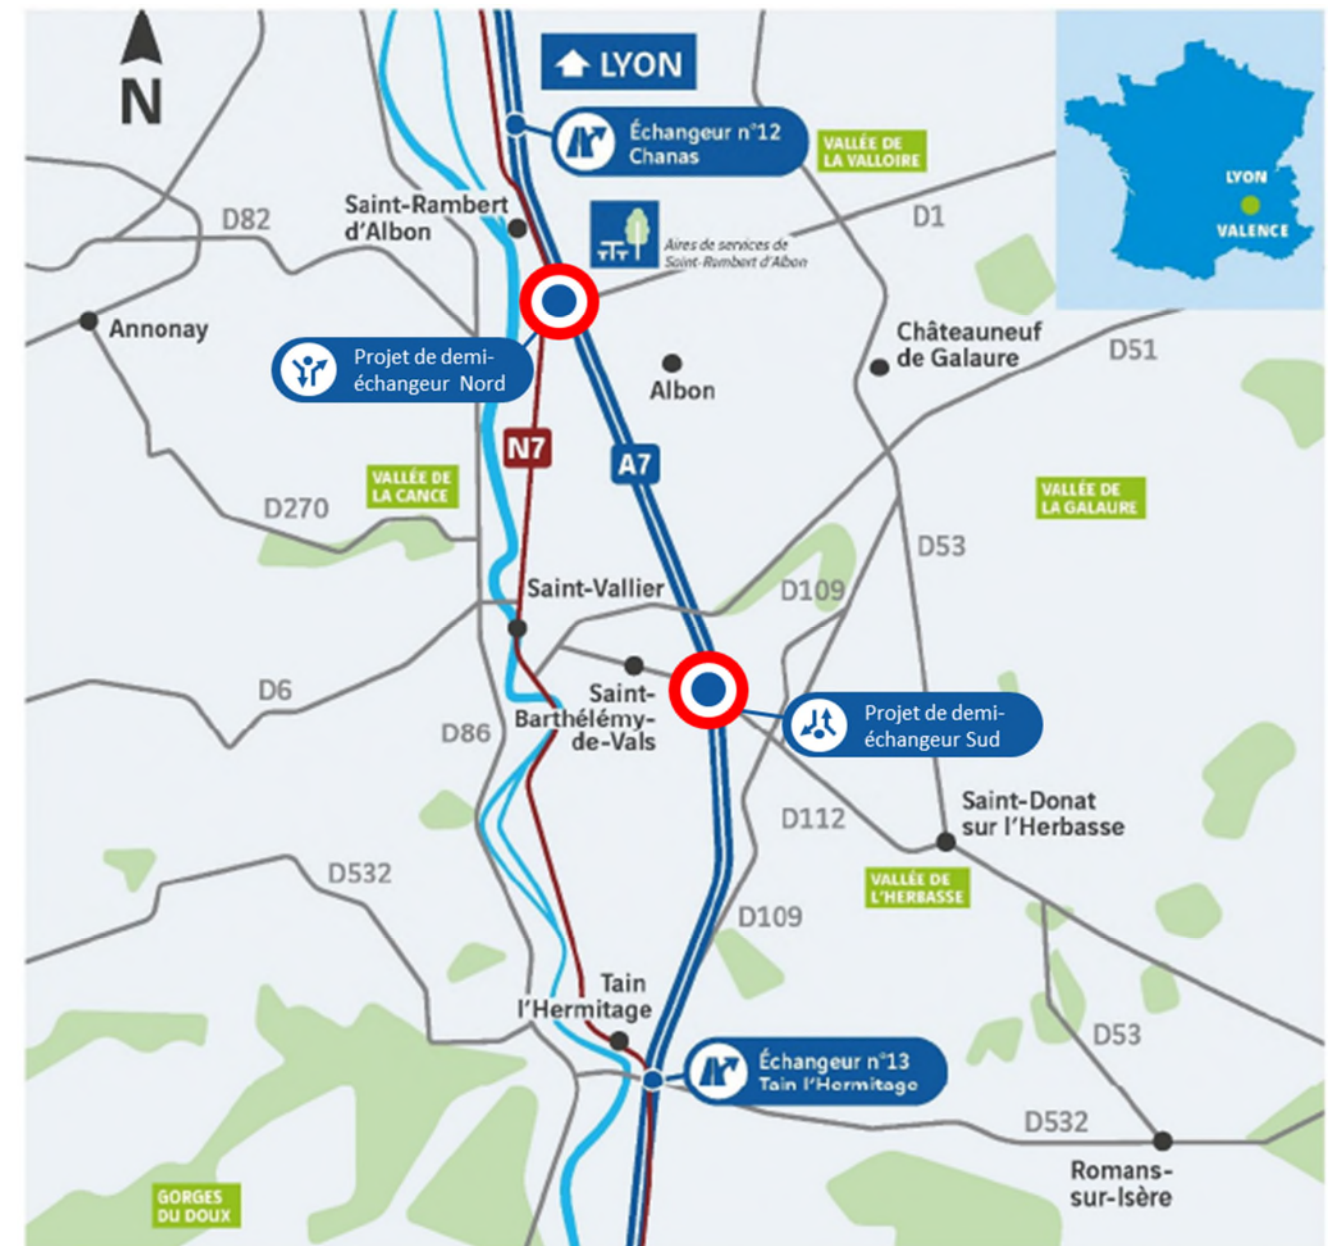 N
LYON
Échangeur n°12
Chanas
VALLÉE DE
LA VALLOIRE
LYON
VALENCE
Saint-Rambert
d'Albon
D82
D1
Aires de services de
Saint-Rambert d'Albon
Annonay
Projet de demi-
échangeur Nord
Châteauneuf
de Galaure
D51
Albon
N7
A7
VALLÉE DE
LA CANCE
VALLÉE DE
LA GALAURE
D270
D53
Saint-Vallier
D109
D6
Saint-
Barthélémy-
de-Vals
D86
Projet de demi-
échangeur Sud
Saint-Donat
sur l'Herbasse
D112
D532
VALLÉE DE
L'HERBASSE
D109
Tain
l'Hermitage
D53
Échangeur n°13
Tain l'Hermitage
D532
Romans-
sur-Isère
GORGES
DU DOUX